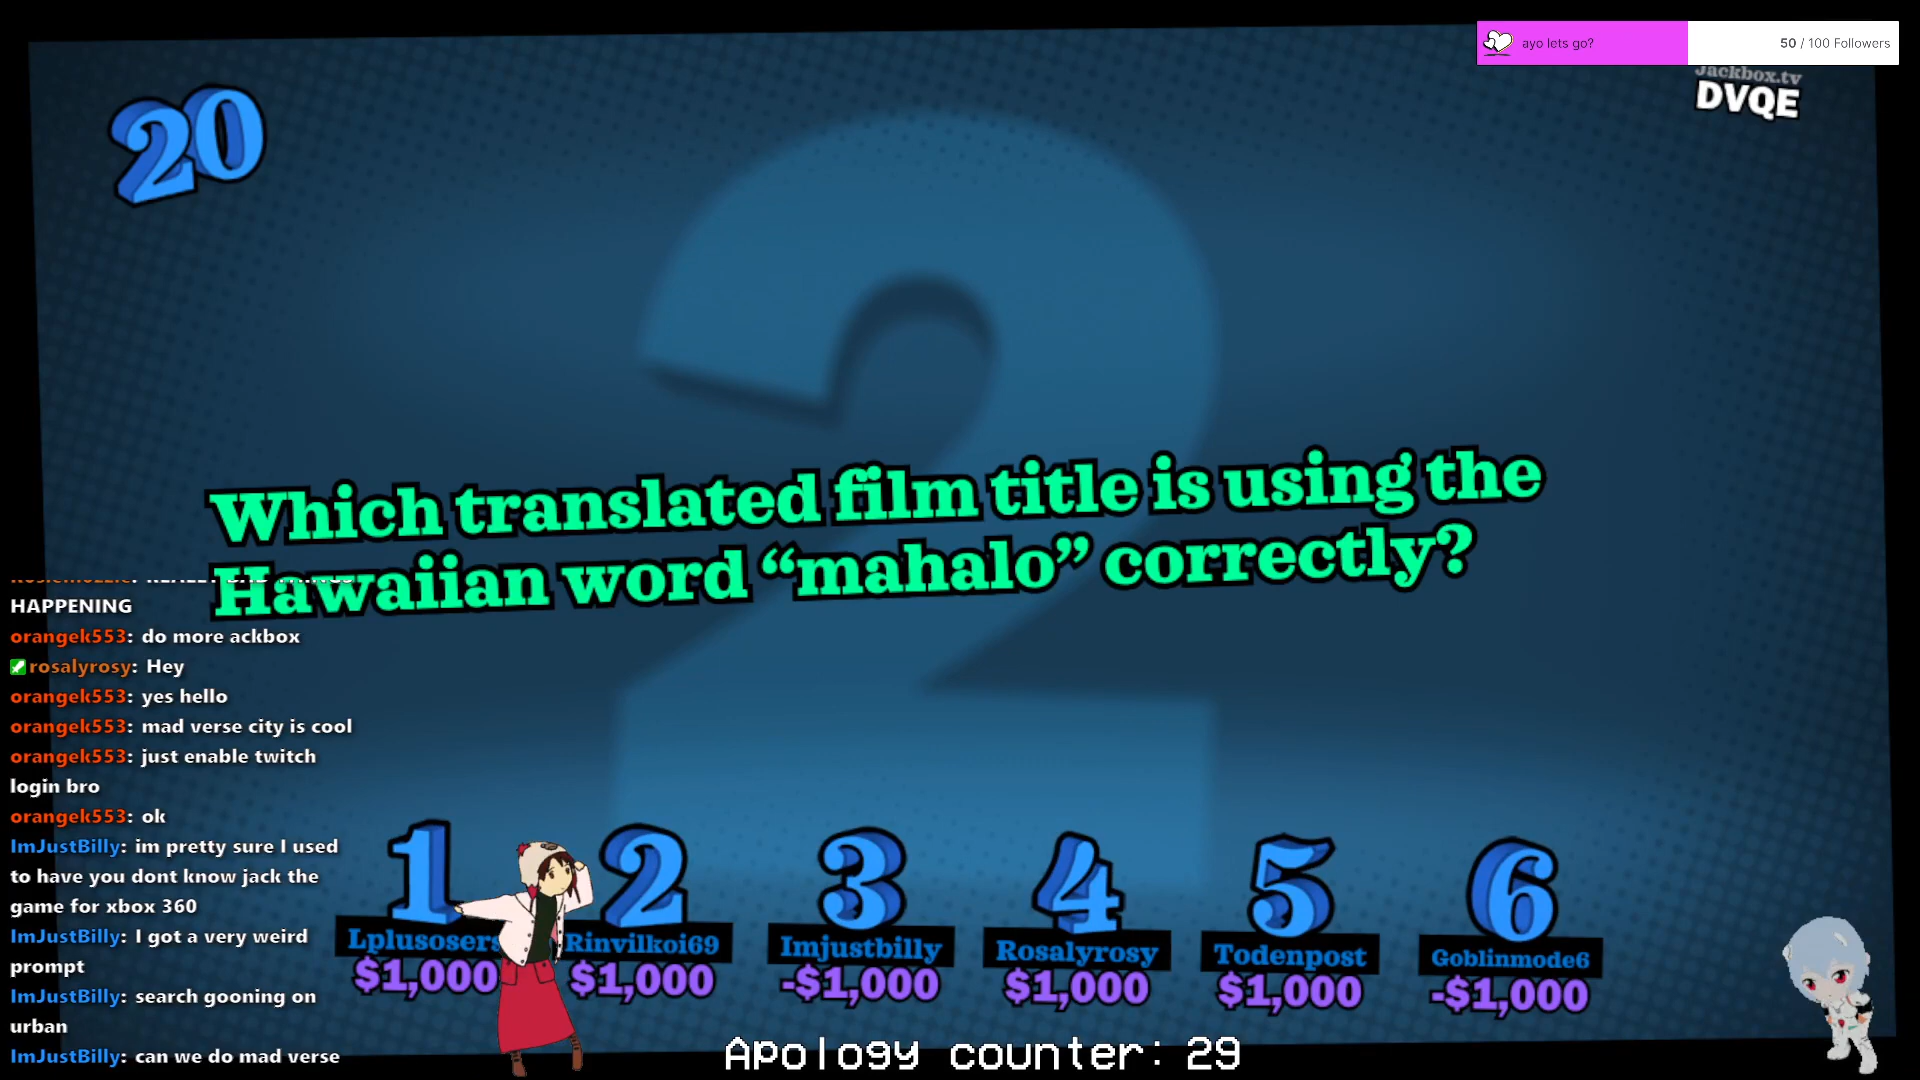 ayo lets go?
50 / 100 Followers
Jackbox.tv
DVQE
20
2
Which translated film title is using the
Hawaiian word “mahalo” correctly?
HAPPENING
orangek553: do more ackbox
rosalyrosy: Hey
orangek553: yes hello
orangek553: mad verse city is cool
orangek553: just enable twitch
login bro
orangek553: ok
ImJustBilly: im pretty sure I used
to have you dont know jack the
game for xbox 360
ImJustBilly: I got a very weird
prompt
ImJustBilly: search gooning on
urban
ImJustBilly: can we do mad verse
1
Lplusosers
$1,000
2
Rinvilkoi69
$1,000
3
Imjustbilly
-$1,000
4
Rosalyrosy
$1,000
5
Todenpost
$1,000
6
Goblinmode6
-$1,000
Apology counter: 29